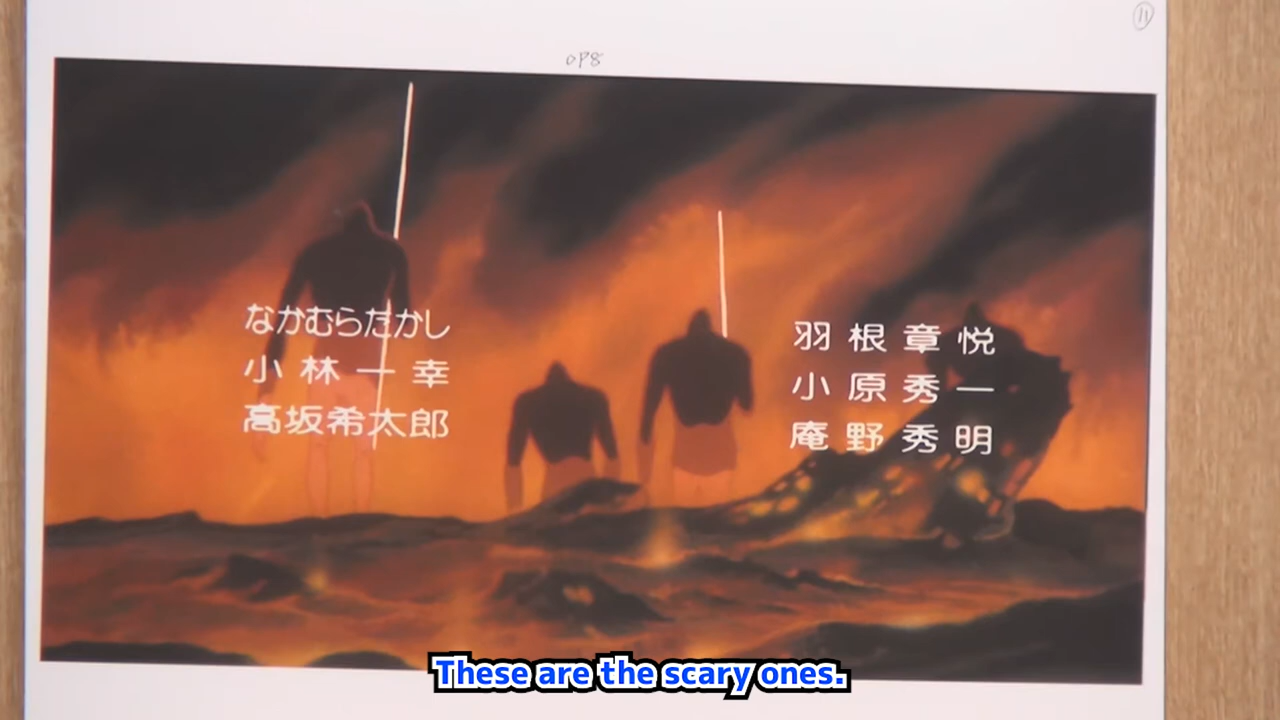 11
OP8
なかむらたかし
小林一幸
高坂希太郎
羽根章悦
小原秀一
庵野秀明
These are the scary ones.